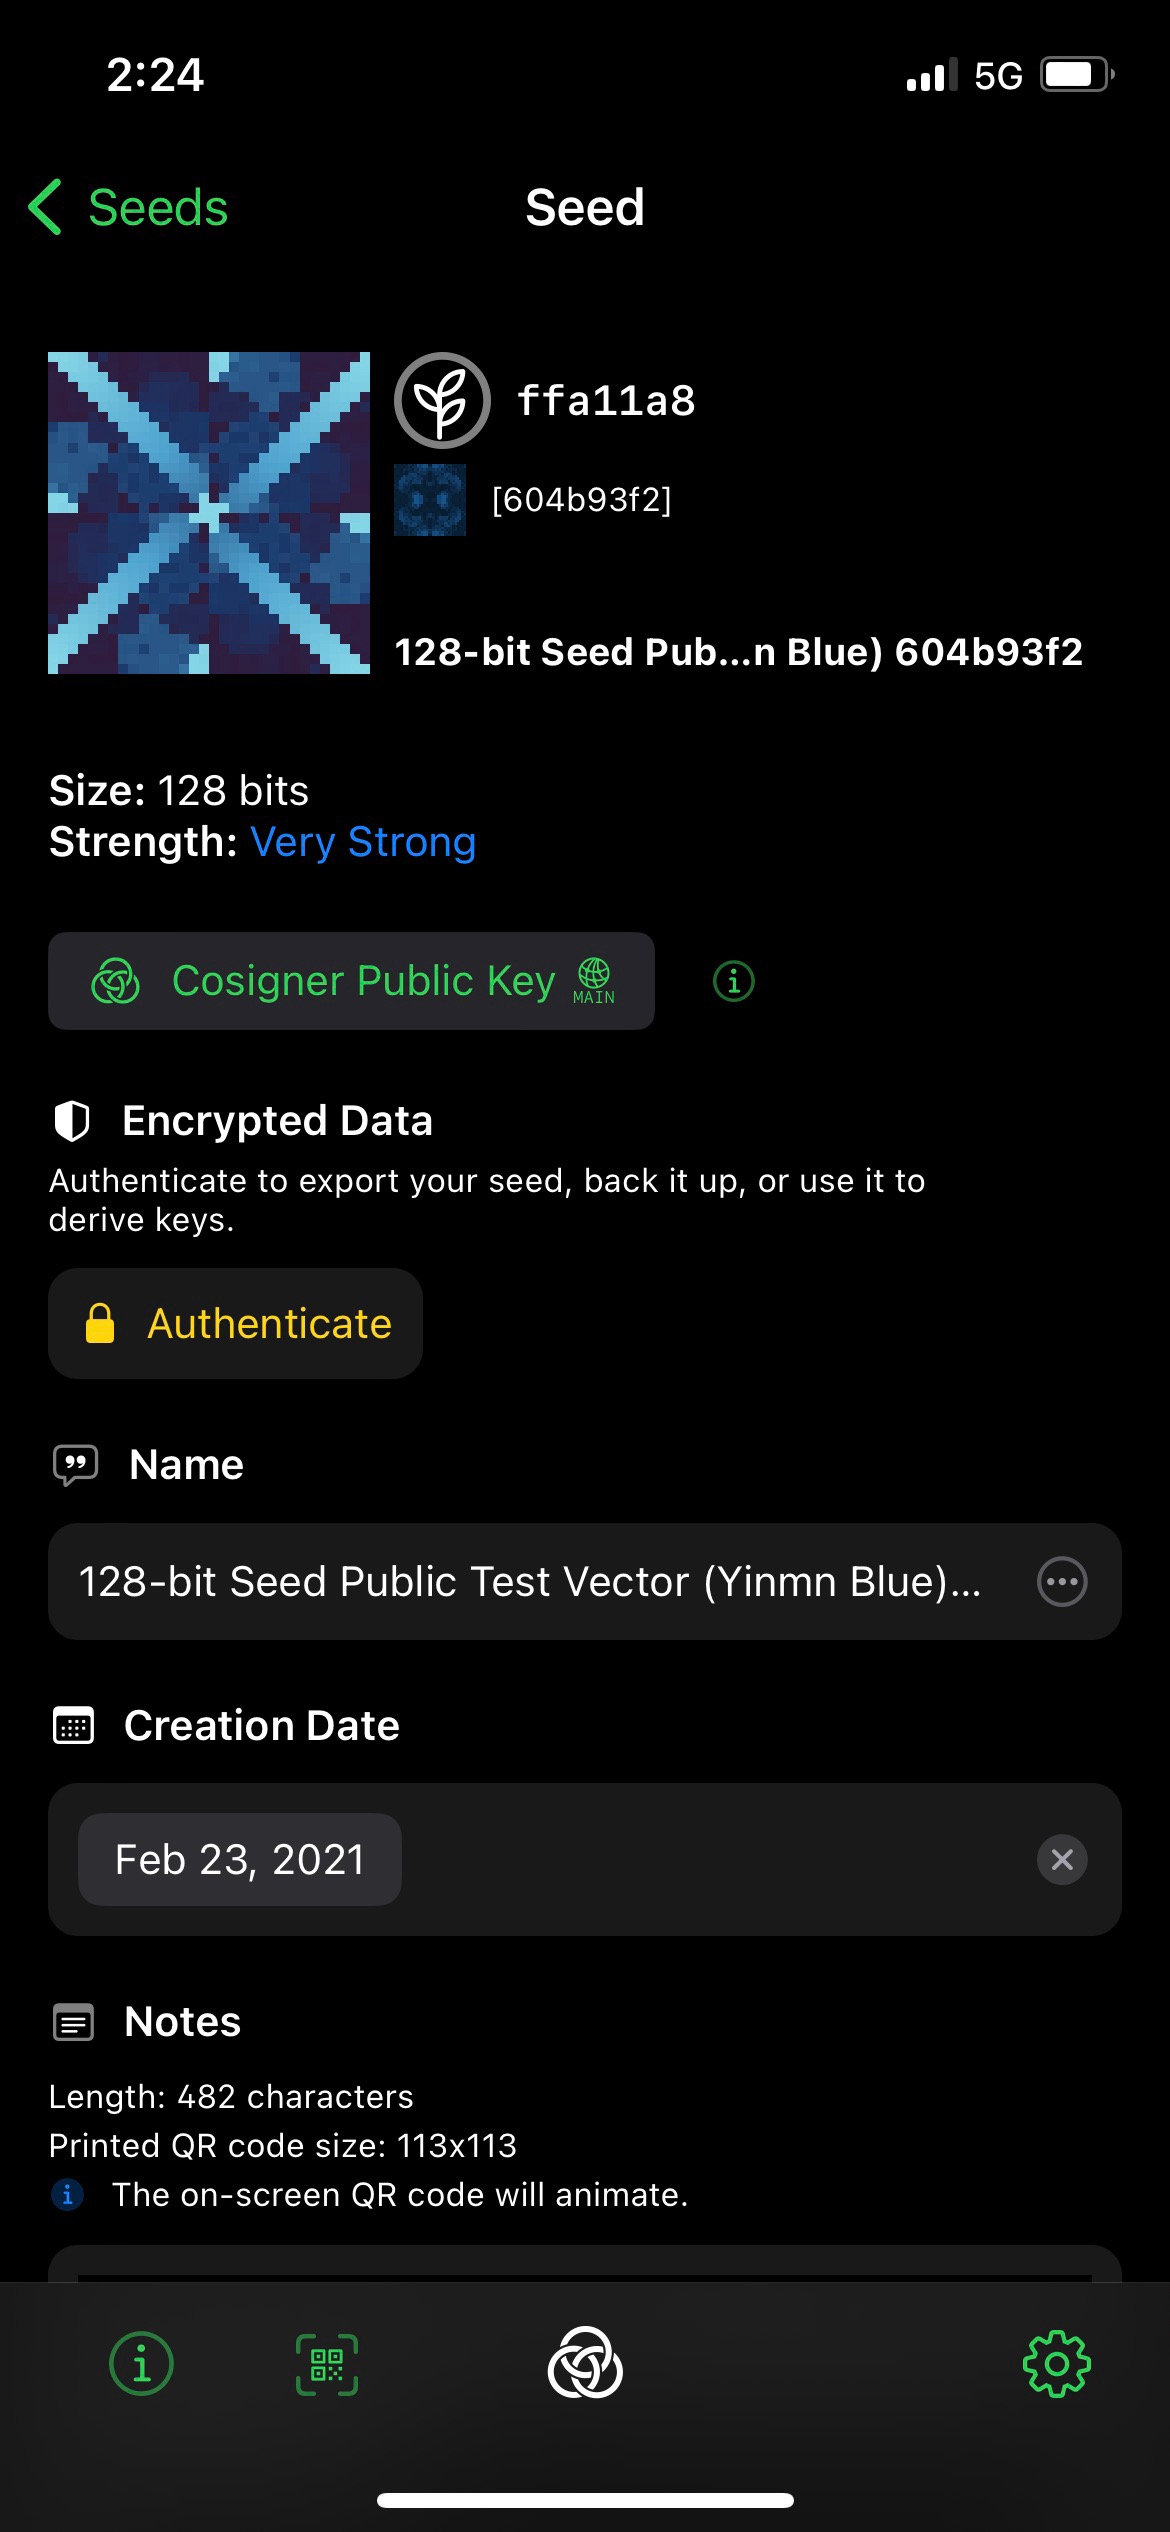 2:24
5G
Seeds
Seed
ffa11a8
[604b93f2]
128-bit Seed Pub...n Blue) 604b93f2
Size: 128 bits
Strength: Very Strong
Cosigner Public Key
MAIN
Encrypted Data
Authenticate to export your seed, back it up, or use it to
derive keys.
Authenticate
Name
128-bit Seed Public Test Vector (Yinmn Blue)...
Creation Date
Feb 23, 2021
Notes
Length: 482 characters
Printed QR code size: 113x113
The on-screen QR code will animate.